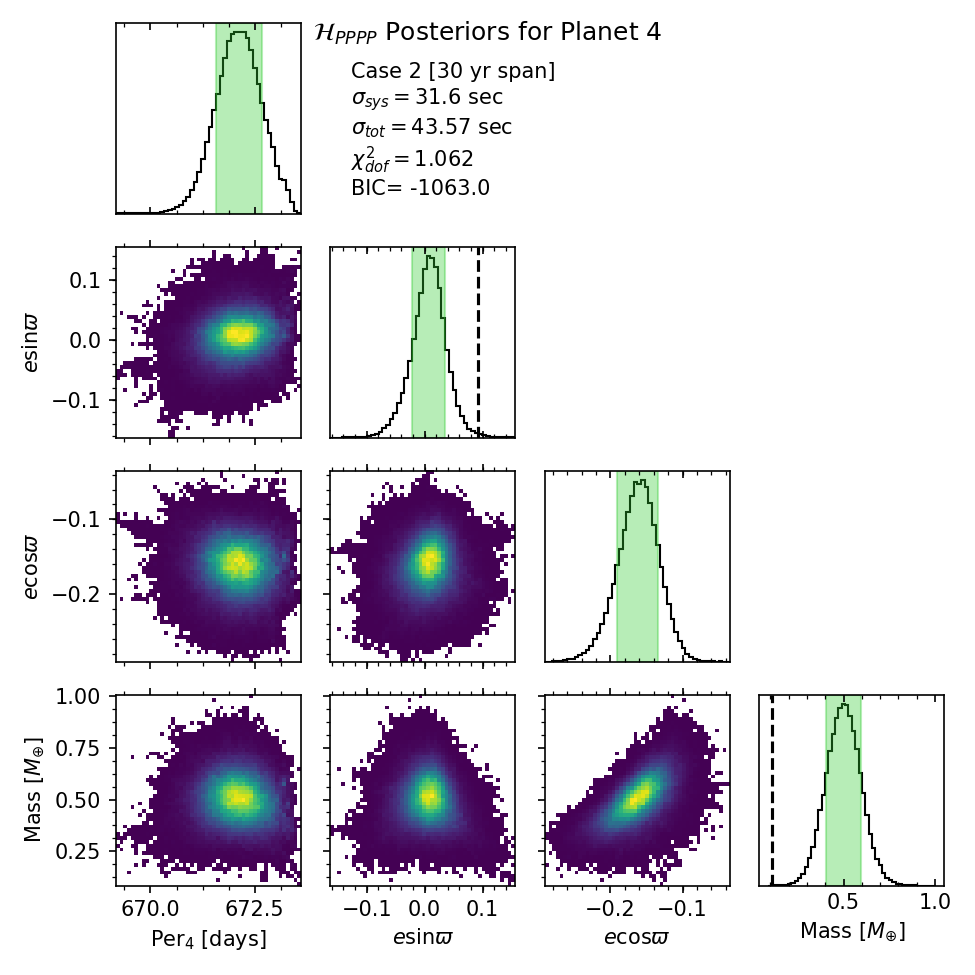 ℋ_PPPP Posteriors for Planet 4
Case 2 [30 yr span]
σ_sys = 31.6 sec
σ_tot = 43.57 sec
χ²_dof = 1.062
BIC= -1063.0
0.1
0.0
−0.1
esinϖ
−0.1
−0.2
ecosϖ
1.00
0.75
0.50
0.25
Mass [M_⊕]
670.0 672.5
Per₄ [days]
−0.1 0.0 0.1
esinϖ
−0.2 −0.1
ecosϖ
0.5 1.0
Mass [M_⊕]